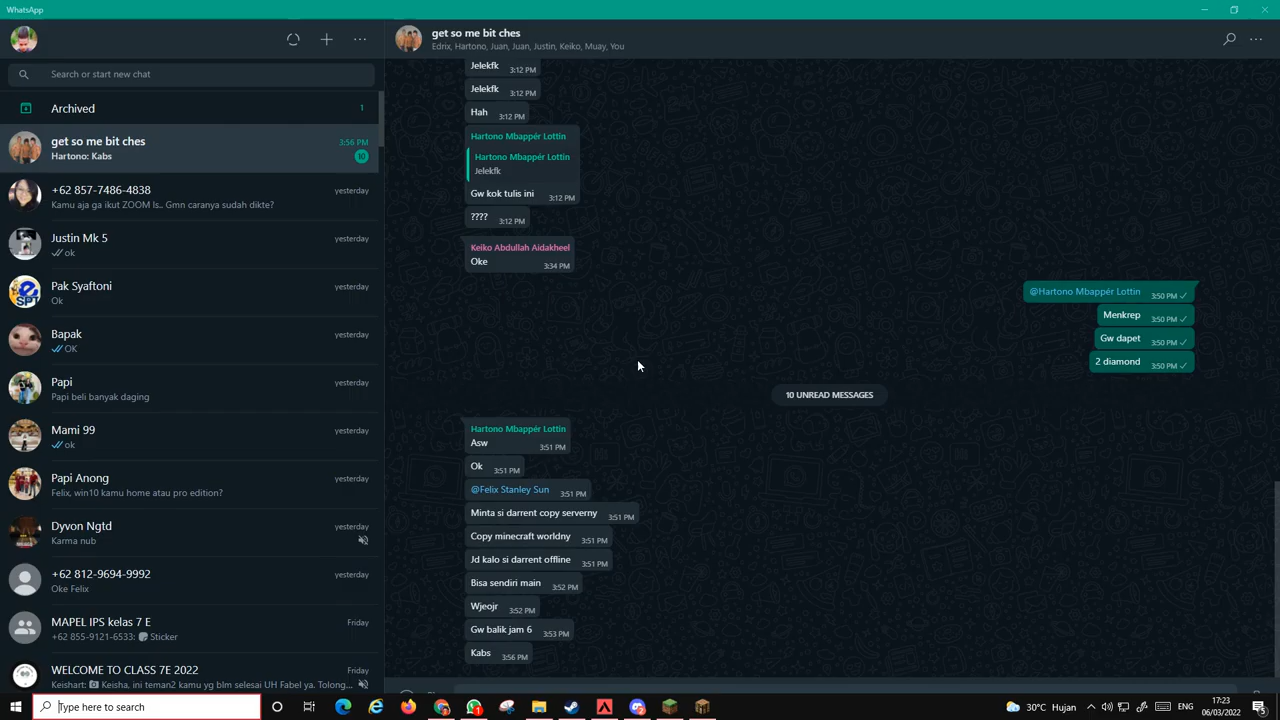 WhatsApp
Search or start new chat
Archived
1
get so me bit ches
3:56 PM
Hartono: Kabs
10
+62 857-7486-4838
yesterday
Kamu aja ga ikut ZOOM ls.. Gmn caranya sudah dikte?
Justin Mk 5
yesterday
ok
Pak Syaftoni
yesterday
Ok
Bapak
yesterday
OK
Papi
yesterday
Papi beli banyak daging
Mami 99
yesterday
ok
Papi Anong
yesterday
Felix, win10 kamu home atau pro edition?
Dyvon Ngtd
yesterday
Karma nub
+62 812-9694-9992
yesterday
Oke Felix
MAPEL IPS kelas 7 E
Friday
+62 855-9121-6533: Sticker
WELCOME TO CLASS 7E 2022
Friday
Keishart: Keisha, ini teman2 kamu yg blm selesai UH Fabel ya. Tolong...
get so me bit ches
Edrix, Hartono, Juan, Juan, Justin, Keiko, Muay, You
Jelekfk
3:12 PM
Jelekfk
3:12 PM
Hah
3:12 PM
Hartono Mbappér Lottin
Hartono Mbappér Lottin
Jelekfk
Gw kok tulis ini
3:12 PM
????
3:12 PM
Keiko Abdullah Aidakheel
Oke
3:34 PM
@Hartono Mbappér Lottin
3:50 PM
Menkrep
3:50 PM
Gw dapet
3:50 PM
2 diamond
3:50 PM
10 UNREAD MESSAGES
Hartono Mbappér Lottin
Asw
3:51 PM
Ok
3:51 PM
@Felix Stanley Sun
3:51 PM
Minta si darrent copy serverny
3:51 PM
Copy minecraft worldny
3:51 PM
Jd kalo si darrent offline
3:51 PM
Bisa sendiri main
3:52 PM
Wjeojr
3:52 PM
Gw balik jam 6
3:53 PM
Kabs
3:56 PM
Type here to search
30°C Hujan
ENG
17:23
06/03/2022